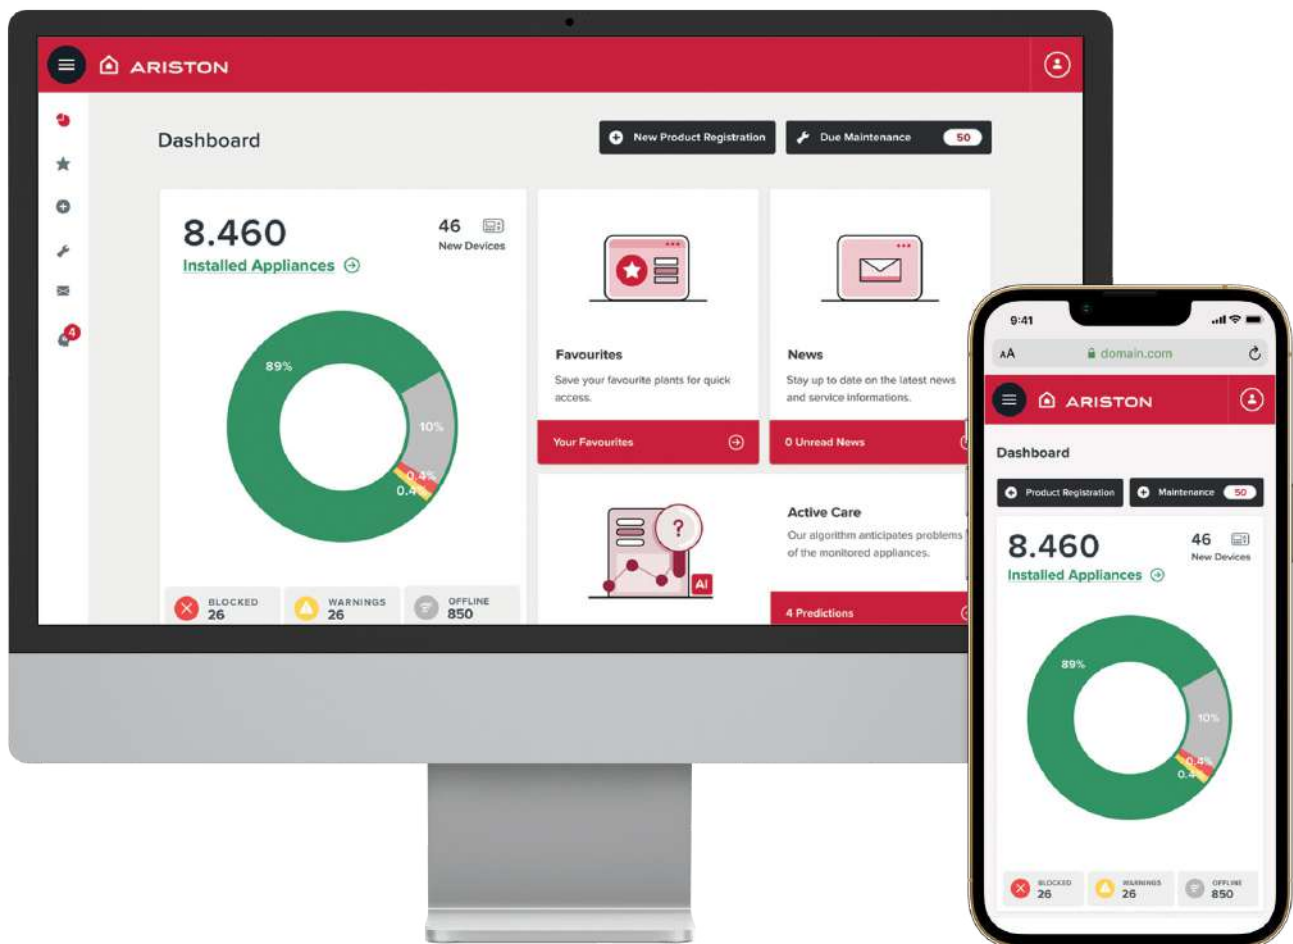 ARISTON
Dashboard
New Product Registration
Due Maintenance 50
4
8.460
Installed Appliances
46
New Devices
89%
10%
0.4%
0.4%
BLOCKED
26
WARNINGS
26
OFFLINE
850
Favourites
Save your favourite plants for quick
access.
Your Favourites
News
Stay up to date on the latest news
and service informations.
0 Unread News
?
AI
Active Care
Our algorithm anticipates problems
of the monitored appliances.
4 Predictions
9:41
AA domain.com
ARISTON
Dashboard
Product Registration
Maintenance 50
8.460
Installed Appliances
46
New Devices
89%
10%
0.4%
0.4%
BLOCKED
26
WARNINGS
26
OFFLINE
850